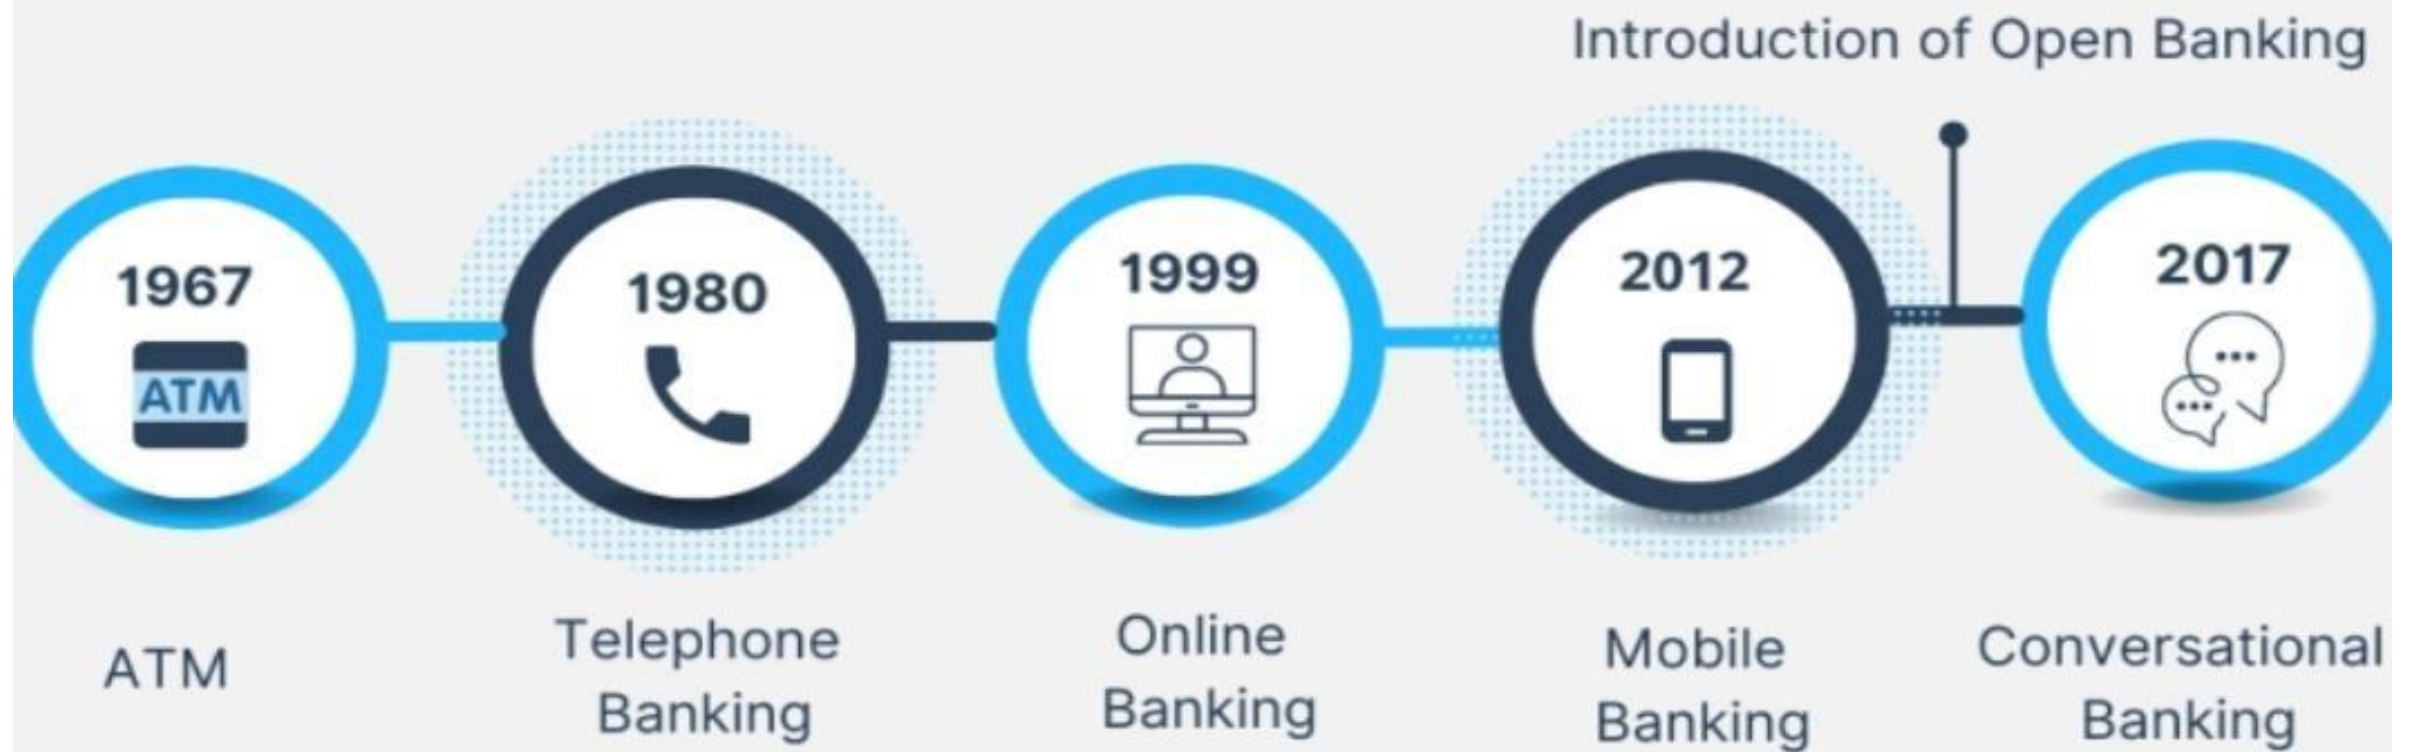 Introduction of Open Banking
1967
ATM
1980
1999
2012
2017
ATM
Telephone
Banking
Online
Banking
Mobile
Banking
Conversational
Banking